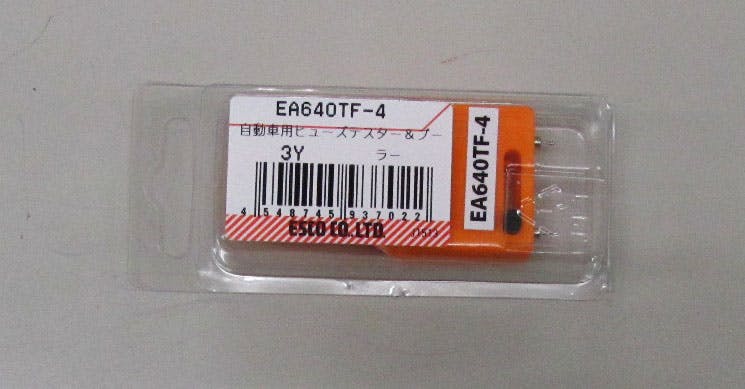 EA640TF-4
自動車用ヒューズテスター&プー
ラー
3Y
4 548745 937022
ESCO CO.,LTD.
EA640TF-4